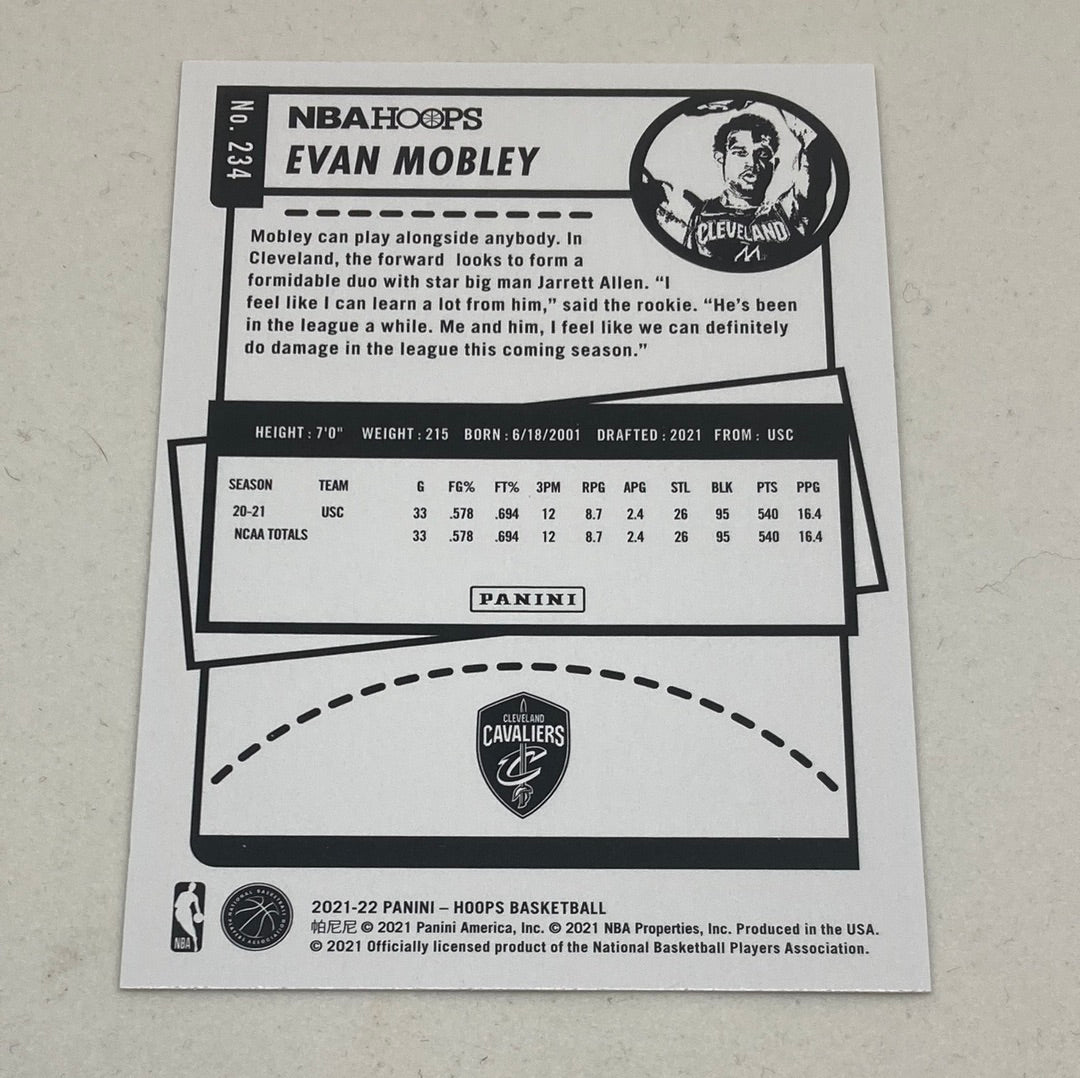 No. 234
NBA HOOPS
EVAN MOBLEY
CLEVELAND
Mobley can play alongside anybody. In
Cleveland, the forward looks to form a
formidable duo with star big man Jarrett Allen. “I
feel like I can learn a lot from him,” said the rookie. “He’s been
in the league a while. Me and him, I feel like we can definitely
do damage in the league this coming season.”
HEIGHT : 7'0" WEIGHT : 215 BORN : 6/18/2001 DRAFTED : 2021 FROM : USC
SEASON TEAM G FG% FT% 3PM RPG APG STL BLK PTS PPG
20-21 USC 33 .578 .694 12 8.7 2.4 26 95 540 16.4
NCAA TOTALS 33 .578 .694 12 8.7 2.4 26 95 540 16.4
PANINI
CLEVELAND
CAVALIERS
C
NBA
NATIONAL BASKETBALL
PLAYERS ASSOCIATION
2021-22 PANINI – HOOPS BASKETBALL
帕尼尼 © 2021 Panini America, Inc. © 2021 NBA Properties, Inc. Produced in the USA.
© 2021 Officially licensed product of the National Basketball Players Association.